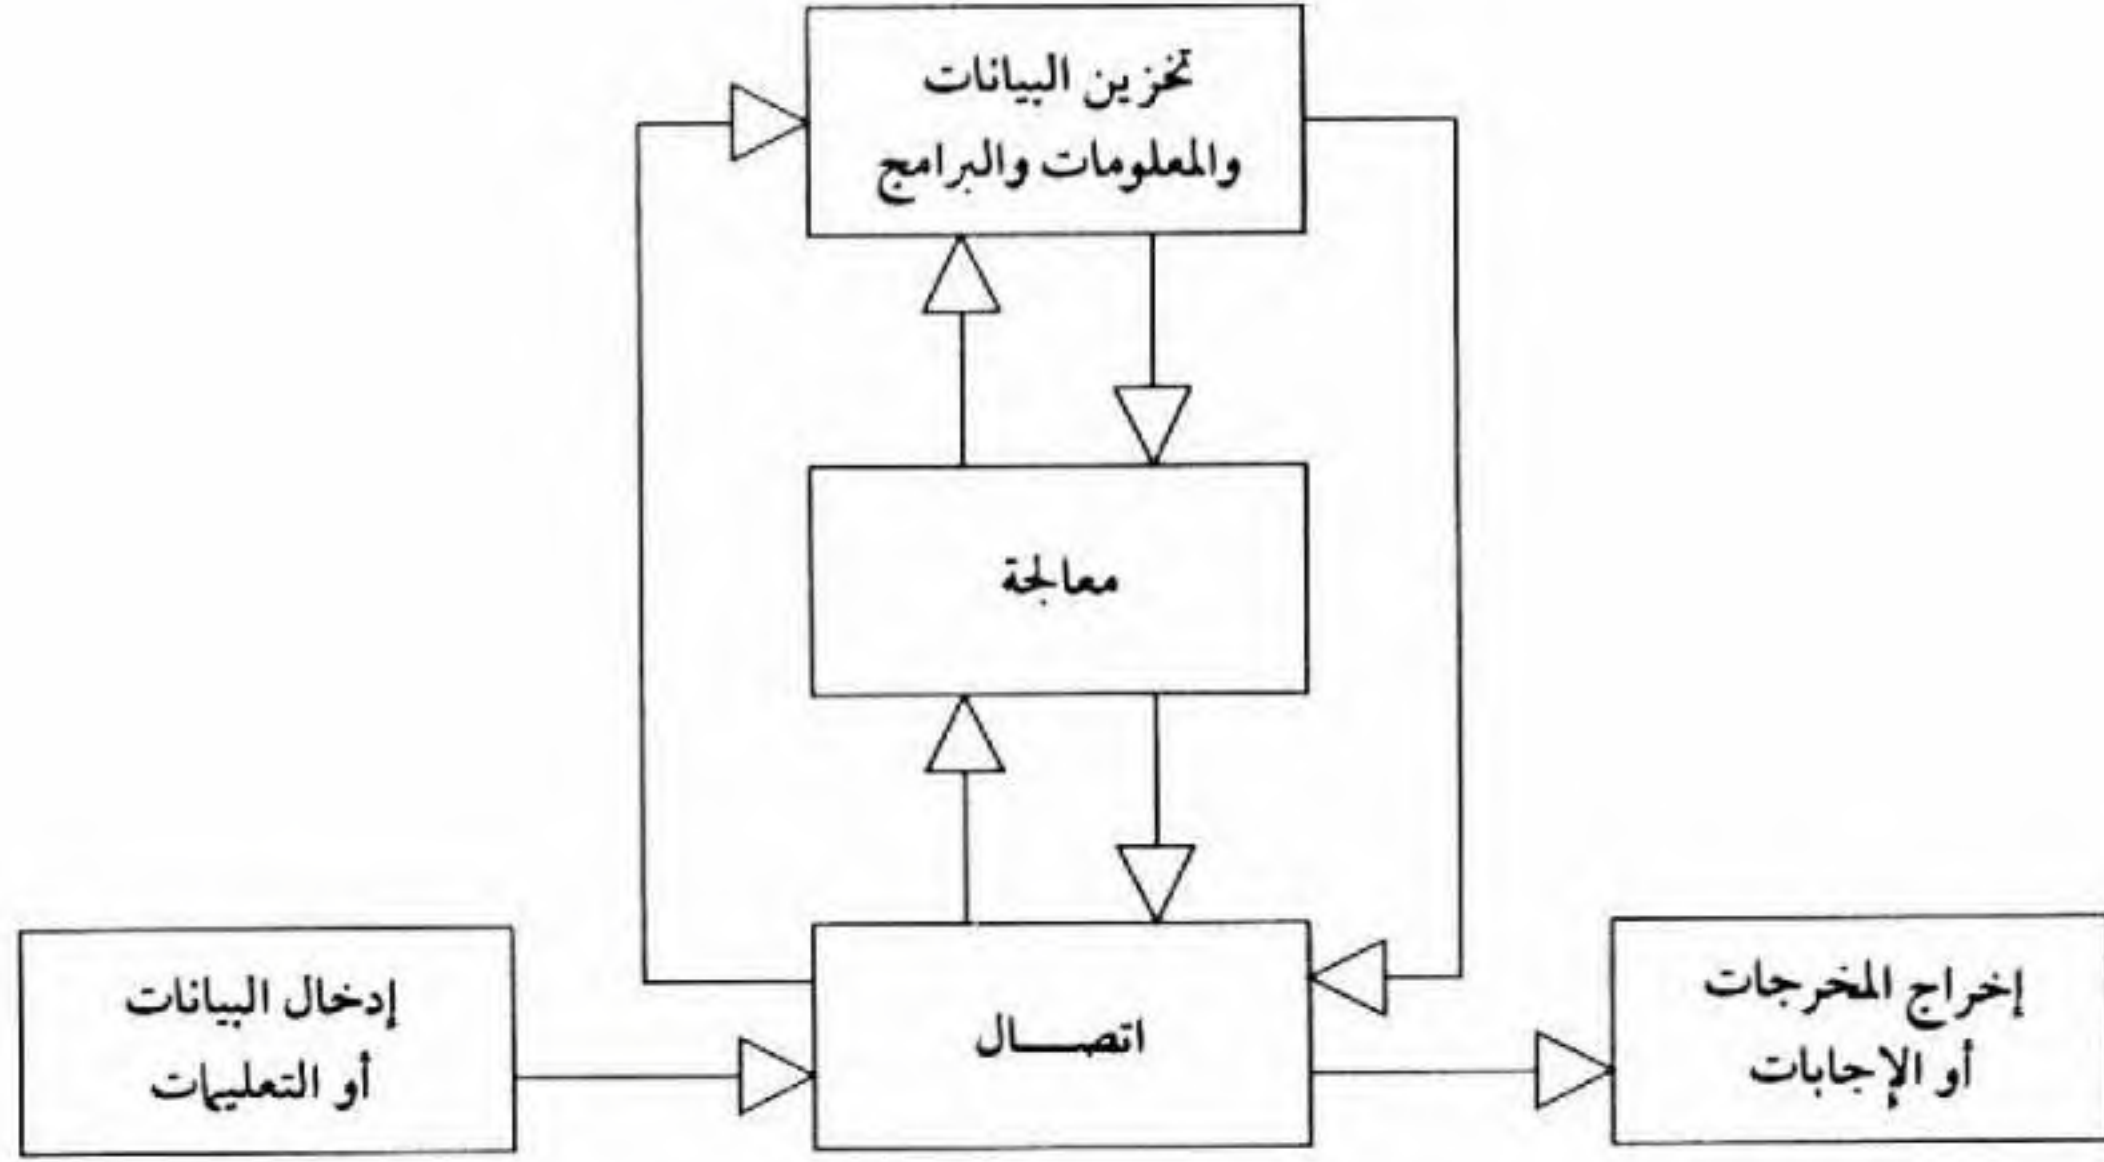 تخزين البيانات
والمعلومات والبرامج
معالجة
إدخال البيانات
أو التعليمات
اتصـــال
إخراج المخرجات
أو الإجابات